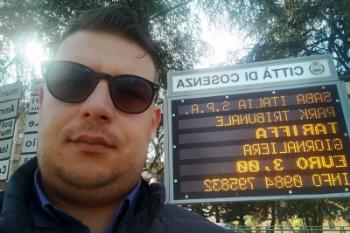 CITTÀ DI COSENZA
SABA ITALIA S.P.A.
PARK TRIBUNALE
TARIFFA
GIORNALIERA
EURO 3.00
INFO 0984 795832